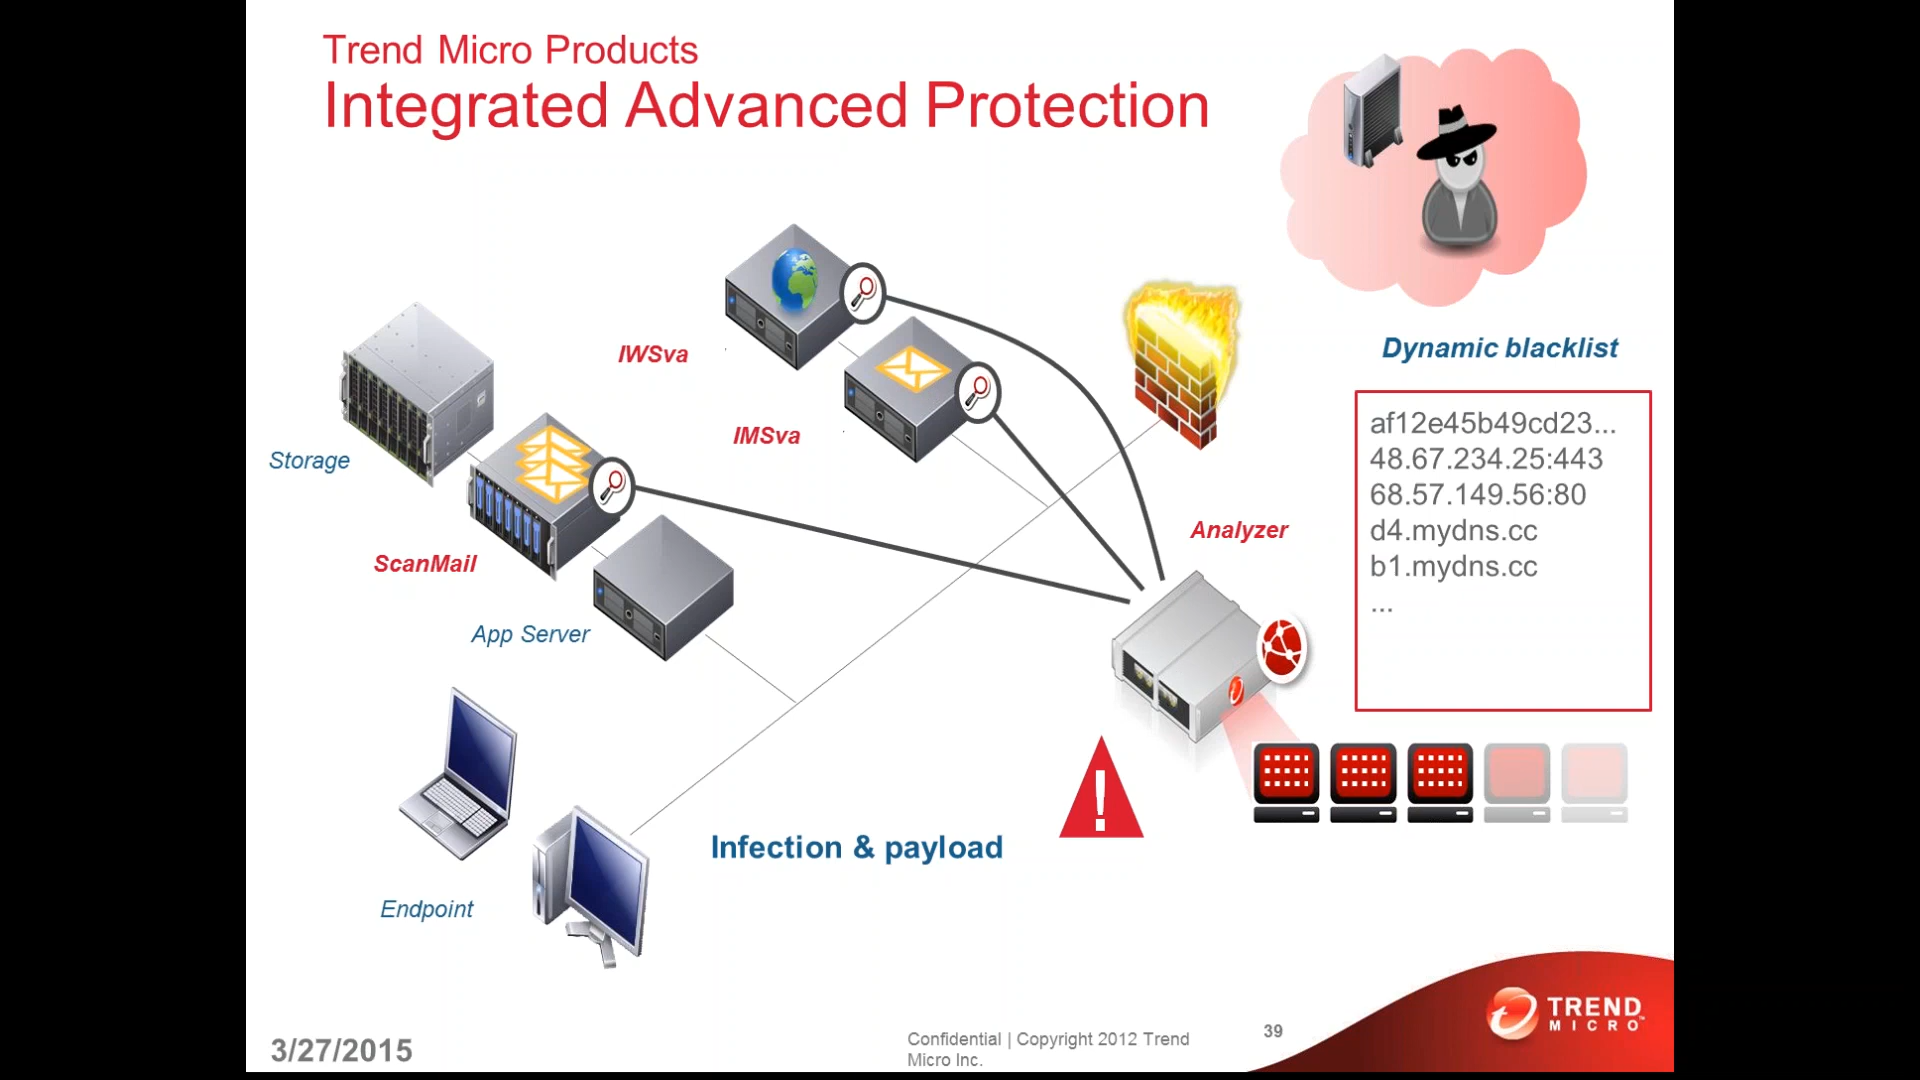 Trend Micro Products
Integrated Advanced Protection
Dynamic blacklist
IWSva
af12e45b49cd23...
IMSva
48.67.234.25:443
Storage
68.57.149.56:80
Analyzer
d4.mydns.cc
ScanMail
b1.mydns.cc
...
App Server
!
Infection & payload
Endpoint
TREND
MICRO™
3/27/2015
Confidential | Copyright 2012 Trend
Micro Inc.
39